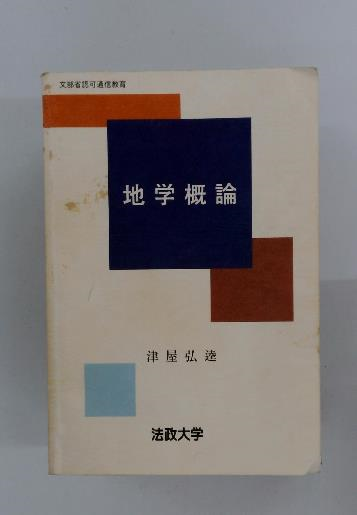 文部省認可通信教育
地学概論
津屋弘逵
法政大学